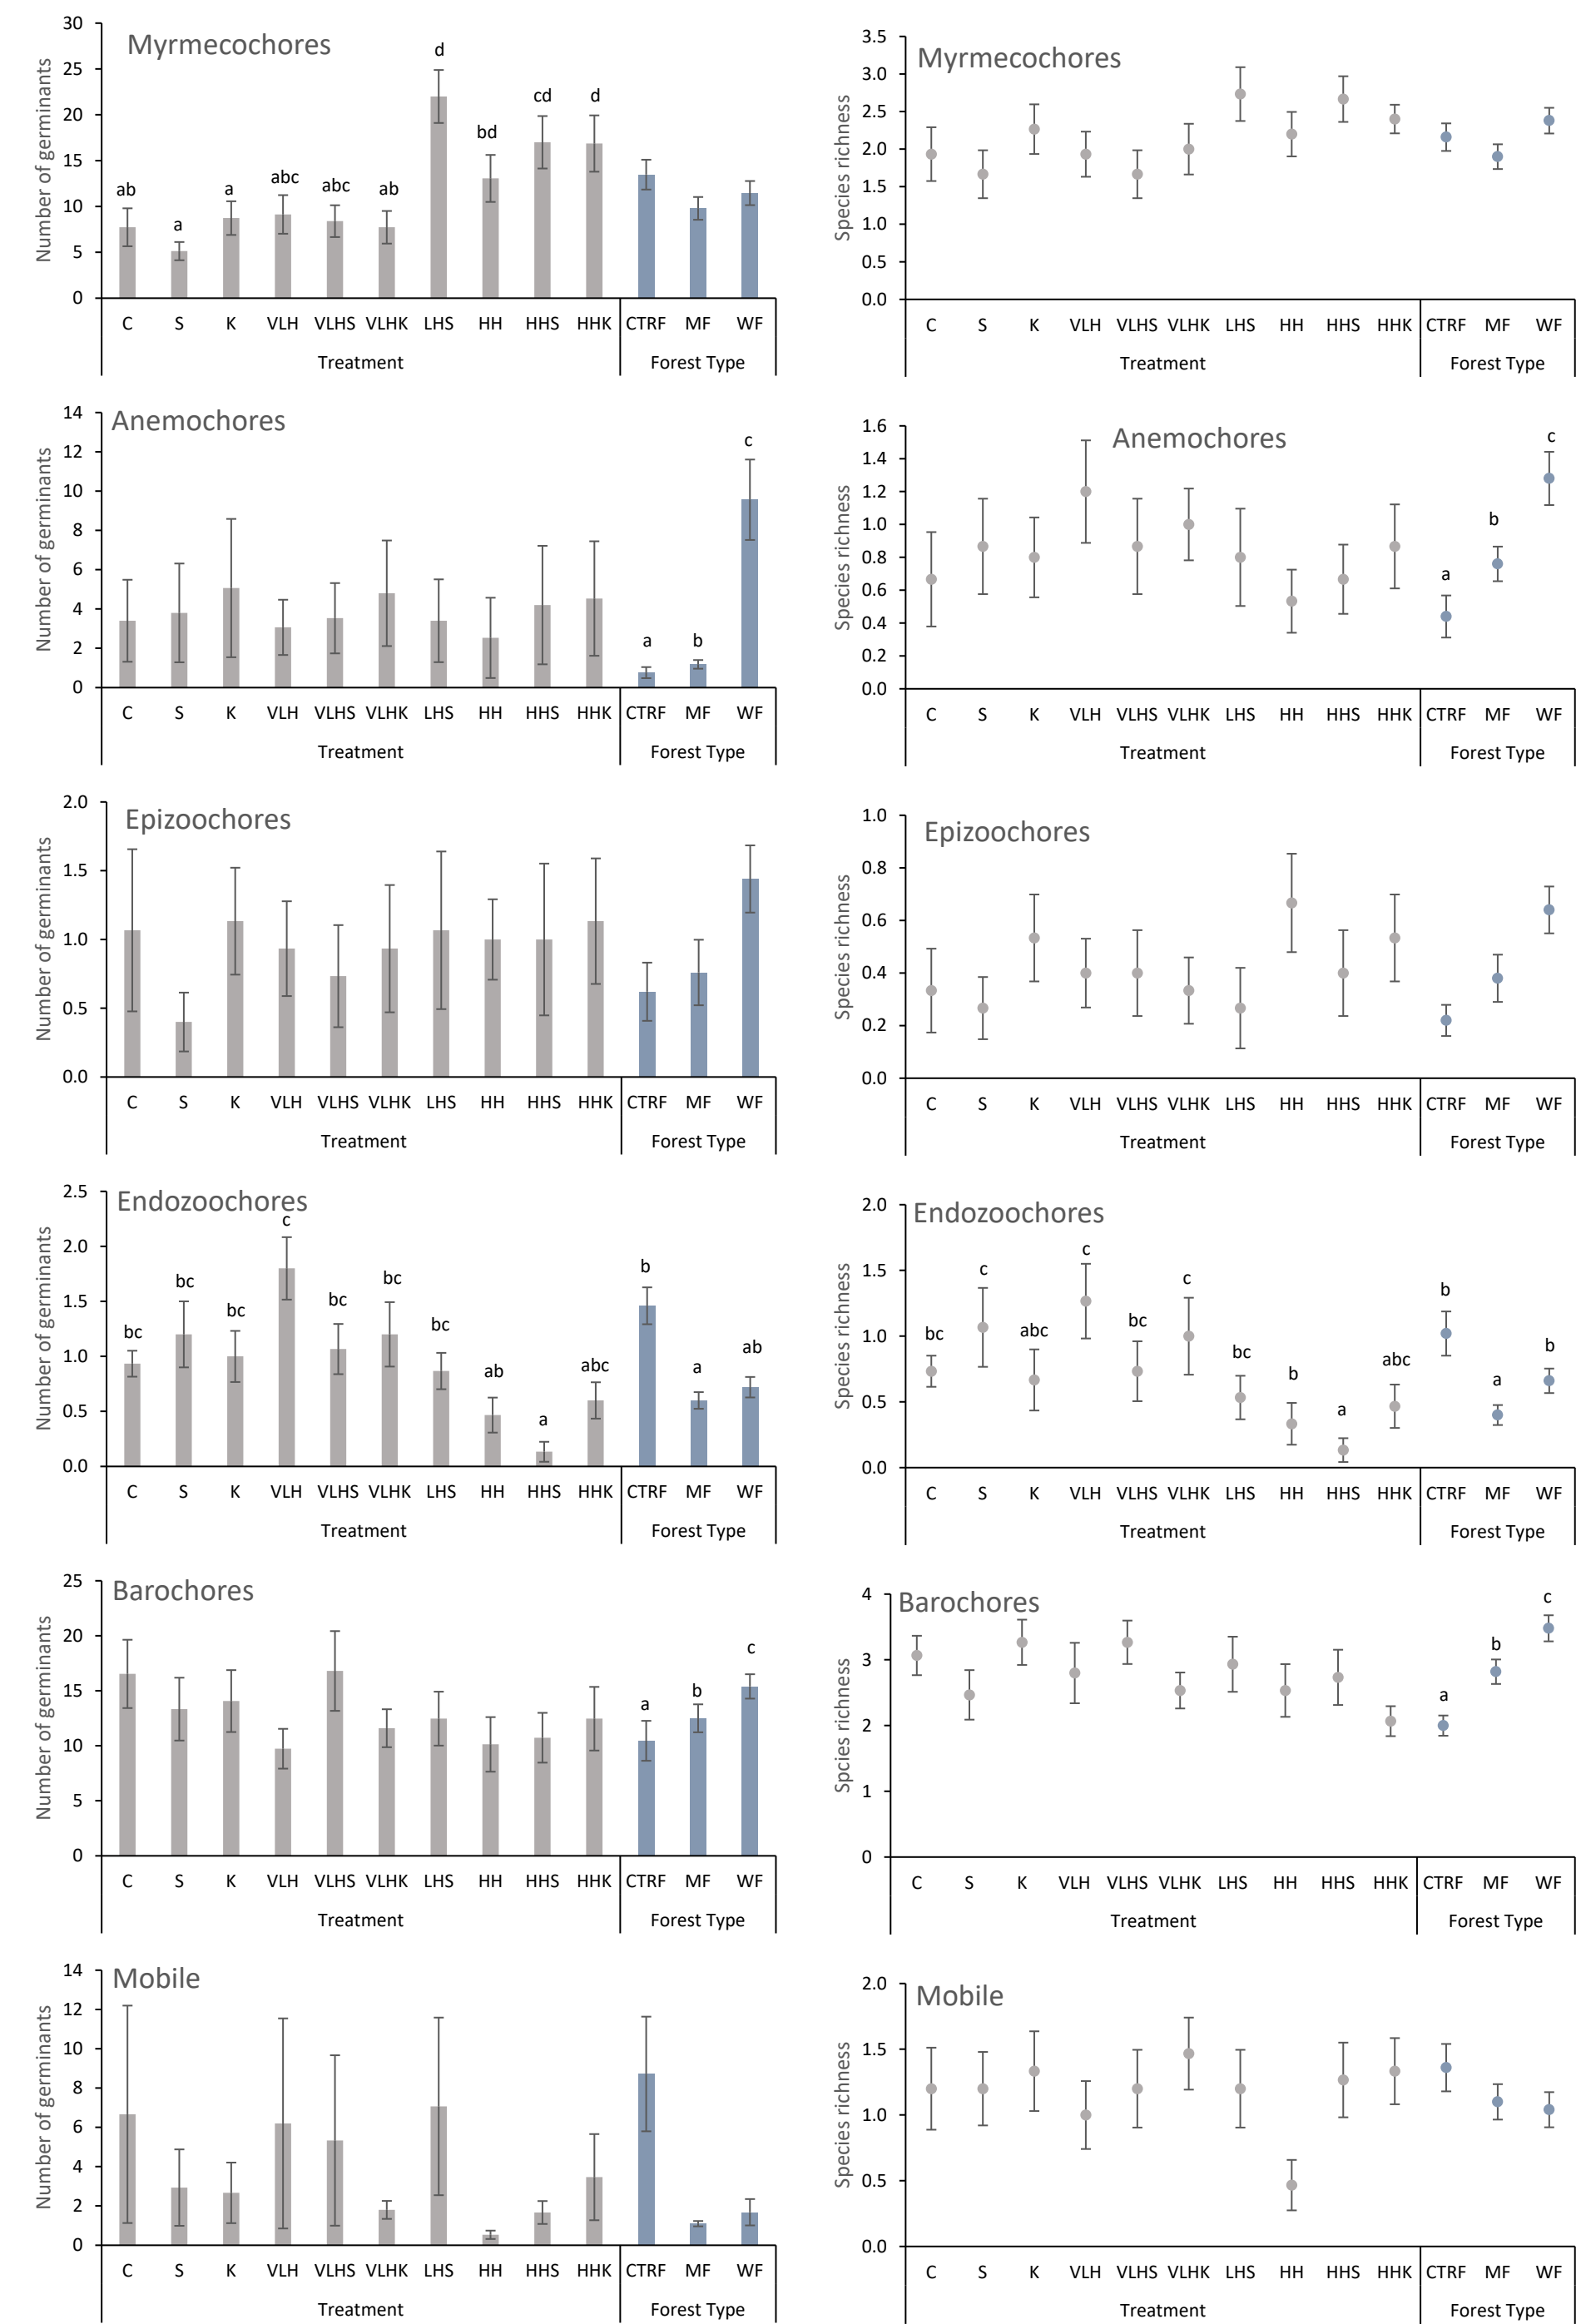 Myrmecochores
Number of germinants
30
25
20
15
10
5
0
ab a a abc abc ab d bd cd d
C S K VLH VLHS VLHK LHS HH HHS HHK CTRF MF WF
Treatment Forest Type
Myrmecochores
Species richness
3.5
3.0
2.5
2.0
1.5
1.0
0.5
0.0
C S K VLH VLHS VLHK LHS HH HHS HHK CTRF MF WF
Treatment Forest Type
Anemochores
Number of germinants
14
12
10
8
6
4
2
0
a b c
C S K VLH VLHS VLHK LHS HH HHS HHK CTRF MF WF
Treatment Forest Type
Anemochores
Species richness
1.6
1.4
1.2
1.0
0.8
0.6
0.4
0.2
0.0
a b c
C S K VLH VLHS VLHK LHS HH HHS HHK CTRF MF WF
Treatment Forest Type
Epizoochores
Number of germinants
2.0
1.5
1.0
0.5
0.0
C S K VLH VLHS VLHK LHS HH HHS HHK CTRF MF WF
Treatment Forest Type
Epizoochores
Species richness
1.0
0.8
0.6
0.4
0.2
0.0
C S K VLH VLHS VLHK LHS HH HHS HHK CTRF MF WF
Treatment Forest Type
Endozoochores
Number of germinants
2.5
2.0
1.5
1.0
0.5
0.0
bc bc bc c bc bc bc ab a abc b a ab
C S K VLH VLHS VLHK LHS HH HHS HHK CTRF MF WF
Treatment Forest Type
Endozoochores
Species richness
2.0
1.5
1.0
0.5
0.0
bc c abc c bc c bc b a abc b a b
C S K VLH VLHS VLHK LHS HH HHS HHK CTRF MF WF
Treatment Forest Type
Barochores
Number of germinants
25
20
15
10
5
0
a b c
C S K VLH VLHS VLHK LHS HH HHS HHK CTRF MF WF
Treatment Forest Type
Barochores
Spcies richness
4
3
2
1
0
a b c
C S K VLH VLHS VLHK LHS HH HHS HHK CTRF MF WF
Treatment Forest Type
Mobile
Number of germinants
14
12
10
8
6
4
2
0
C S K VLH VLHS VLHK LHS HH HHS HHK CTRF MF WF
Treatment Forest Type
Mobile
Species richness
2.0
1.5
1.0
0.5
0.0
C S K VLH VLHS VLHK LHS HH HHS HHK CTRF MF WF
Treatment Forest Type